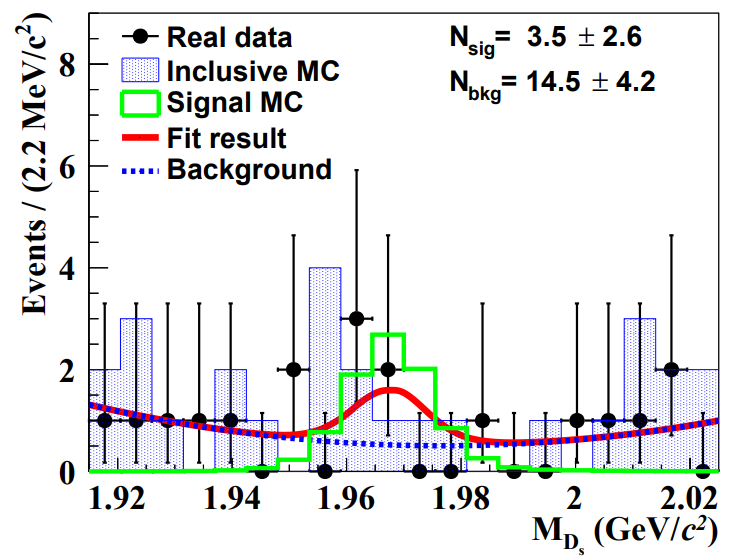 Events / (2.2 MeV/c²)
8
6
4
2
0
Real data
Inclusive MC
Signal MC
Fit result
Background
N_sig= 3.5 ± 2.6
N_bkg= 14.5 ± 4.2
1.92 1.94 1.96 1.98 2 2.02
M_{D_s} (GeV/c²)